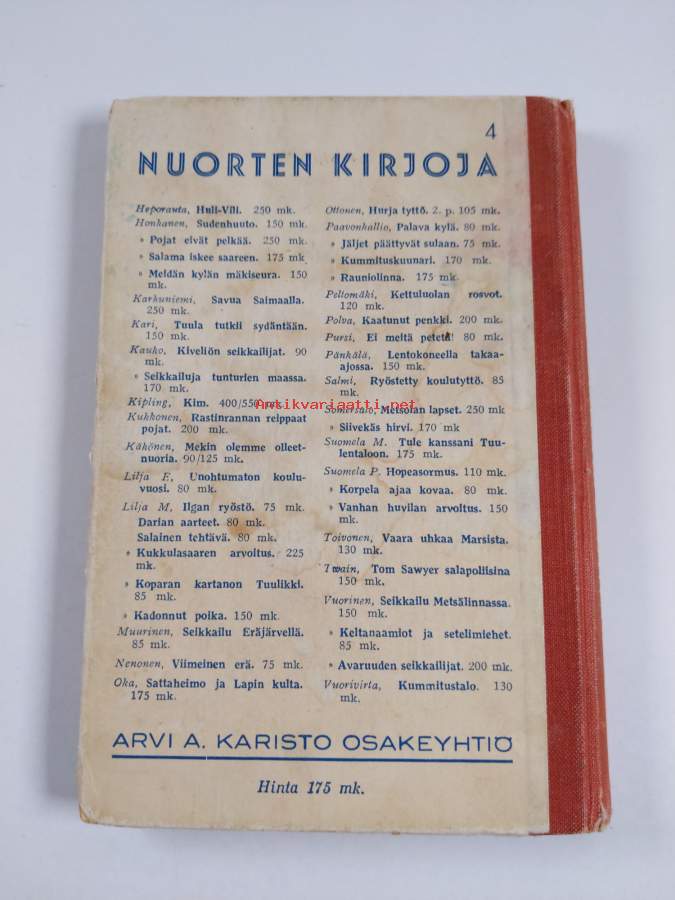 4
NUORTEN KIRJOJA
Heporauta, Huli-Vili. 250 mk.
Honkanen, Sudenhuuto. 150 mk.
» Pojat eivät pelkää. 250 mk.
» Salama iskee saareen. 175 mk.
» Meidän kylän mäkiseura. 150
mk.
Karhuniemi, Savua Saimaalla.
250 mk.
Kari, Tuula tutkii sydäntään.
150 mk.
Kauko, Kiveliön seikkailijat. 90
mk.
» Seikkailuja tunturien maassa.
170 mk.
Kipling, Kim. 400/550 mk.
Kukkonen, Rastinrannan reippaat
pojat. 200 mk.
Kähönen, Mekin olemme olleet-
nuoria. 90/125 mk.
Lilja E, Unohtumaton koulu-
vuosi. 80 mk.
Lilja M, Ilgan ryöstö. 75 mk.
Darian aarteet. 80 mk.
Salainen tehtävä. 80 mk.
» Kukkulasaaren arvoitus. 225
mk.
» Koparan kartanon Tuulikki.
85 mk.
» Kadonnut poika. 150 mk.
Muurinen, Seikkailu Eräjärvellä.
85 mk.
Nenonen, Viimeinen erä. 75 mk.
Oka, Sattaheimo ja Lapin kulta.
175 mk.
Ottonen, Hurja tyttö. 2. p. 105 mk.
Paavonkallio, Palava kylä. 80 mk.
» Jäljet päättyvät sulaan. 75 mk.
» Kummituskuunari. 170 mk.
» Rauniolinna. 175 mk.
Peltomäki, Kettuluolan rosvot.
120 mk.
Polva, Kaatunut penkki. 200 mk.
Pursi, Ei meitä petetä! 80 mk.
Pänkälä, Lentokoneella takaa-
ajossa. 150 mk.
Salmi, Ryöstetty koulutyttö. 85
mk.
Somersalo, Metsolan lapset. 250 mk
» Siivekäs hirvi. 170 mk
Suomela M. Tule kanssani Tuu-
lentaloon. 175 mk.
Suomela P. Hopeasormus. 110 mk.
» Korpela ajaa kovaa. 80 mk.
» Vanhan huvilan arvoitus. 150
mk.
Toivonen, Vaara uhkaa Marsista.
130 mk.
Twain, Tom Sawyer salapoliisina
150 mk.
Vuorinen, Seikkailu Metsälinnassa.
150 mk.
» Keltanaamiot ja setelimiehet.
85 mk.
» Avaruuden seikkailijat. 200 mk.
Vuorivirta, Kummitustalo. 130
mk.
Antikvariaatti.net
ARVI A. KARISTO OSAKEYHTIÖ
Hinta 175 mk.